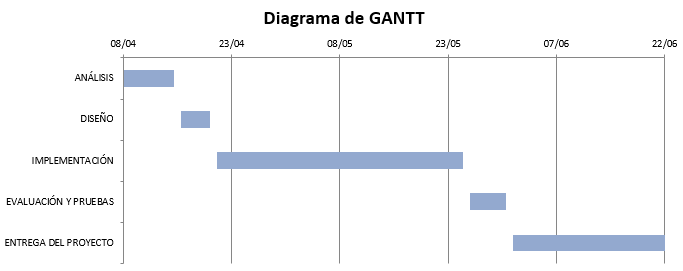 Diagrama de GANTT
08/04 23/04 08/05 23/05 07/06 22/06
ANÁLISIS
DISEÑO
IMPLEMENTACIÓN
EVALUACIÓN Y PRUEBAS
ENTREGA DEL PROYECTO